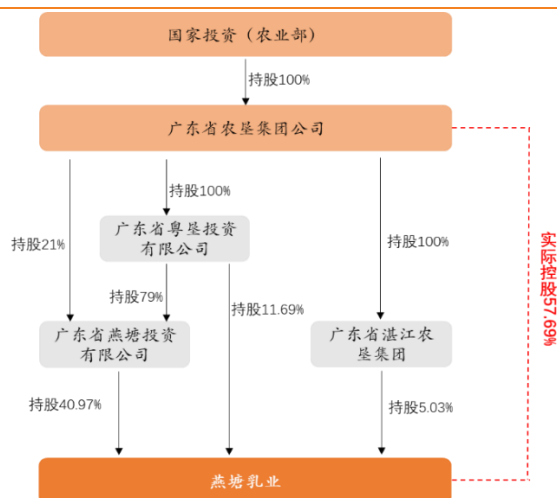 国家投资（农业部）
持股100%
广东省农垦集团公司
持股100%
广东省粤垦投资
有限公司
持股21%
持股100%
持股79%
持股11.69%
实际控股57.69%
广东省燕塘投资
有限公司
广东省湛江农
垦集团
持股40.97%
持股5.03%
燕塘乳业